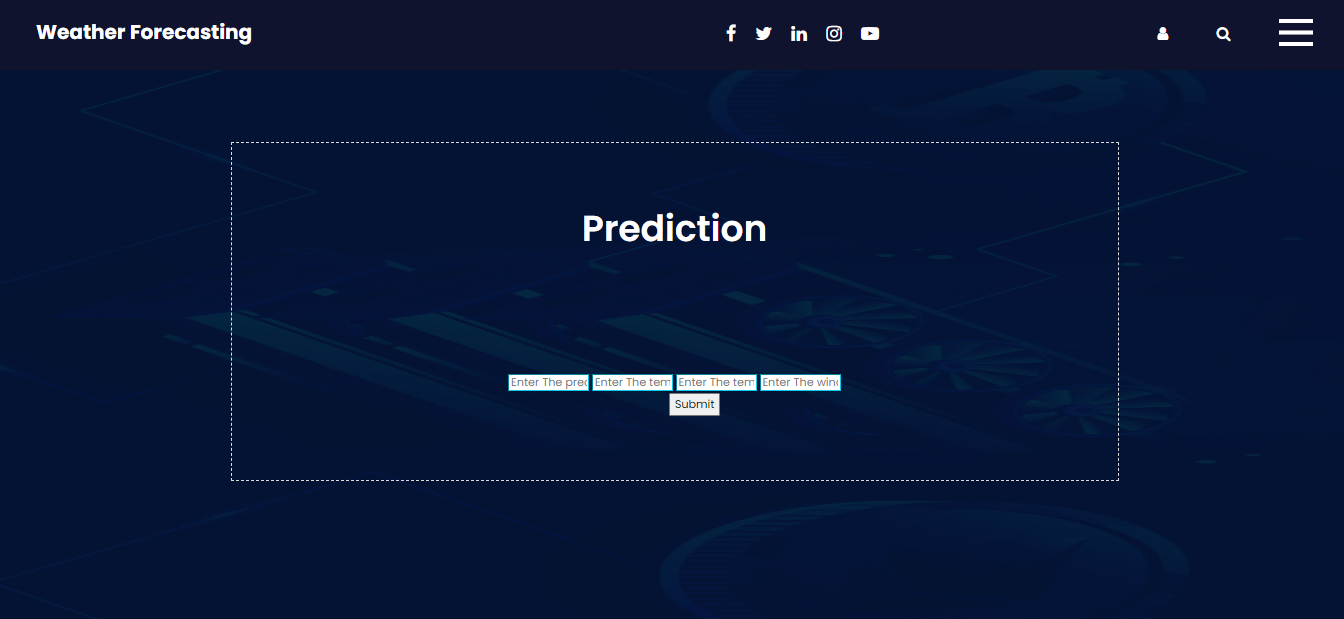 Weather Forecasting
Prediction
Enter The pred Enter The tem Enter The tem Enter The wind
Submit